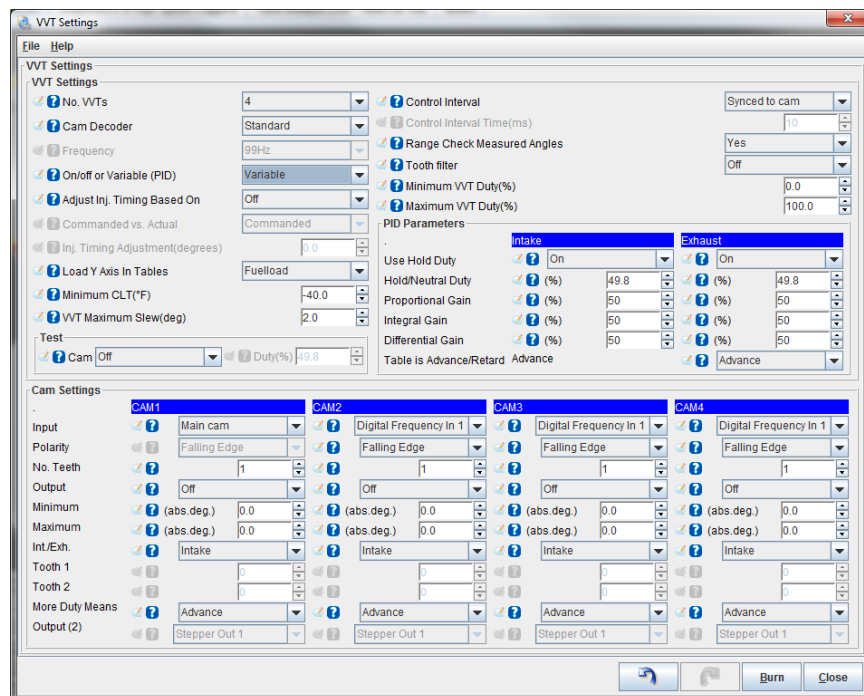 VVT Settings
File Help
VVT Settings
VVT Settings
No. VVTs 4
Cam Decoder Standard
Frequency 99Hz
On/off or Variable (PID) Variable
Adjust Inj. Timing Based On Off
Commanded vs. Actual Commanded
Inj. Timing Adjustment(degrees) 0.0
Load Y Axis In Tables Fuelload
Minimum CLT(°F) -40.0
VVT Maximum Slew(deg) 2.0
Test
Cam Off Duty(%) 49.8
Control Interval Synced to cam
Control Interval Time(ms) 10
Range Check Measured Angles Yes
Tooth filter Off
Minimum VVT Duty(%) 0.0
Maximum VVT Duty(%) 100.0
PID Parameters
. Intake Exhaust
Use Hold Duty On On
Hold/Neutral Duty (%) 49.8 (%) 49.8
Proportional Gain (%) 50 (%) 50
Integral Gain (%) 50 (%) 50
Differential Gain (%) 50 (%) 50
Table is Advance/Retard Advance Advance
Cam Settings
. CAM1 CAM2 CAM3 CAM4
Input Main cam Digital Frequency In 1 Digital Frequency In 1 Digital Frequency In 1
Polarity Falling Edge Falling Edge Falling Edge Falling Edge
No. Teeth 1 1 1 1
Output Off Off Off Off
Minimum (abs.deg.) 0.0 (abs.deg.) 0.0 (abs.deg.) 0.0 (abs.deg.) 0.0
Maximum (abs.deg.) 0.0 (abs.deg.) 0.0 (abs.deg.) 0.0 (abs.deg.) 0.0
Int./Exh. Intake Intake Intake Intake
Tooth 1 0 0 0 0
Tooth 2 0 0 0 0
More Duty Means Advance Advance Advance Advance
Output (2) Stepper Out 1 Stepper Out 1 Stepper Out 1 Stepper Out 1
Burn Close